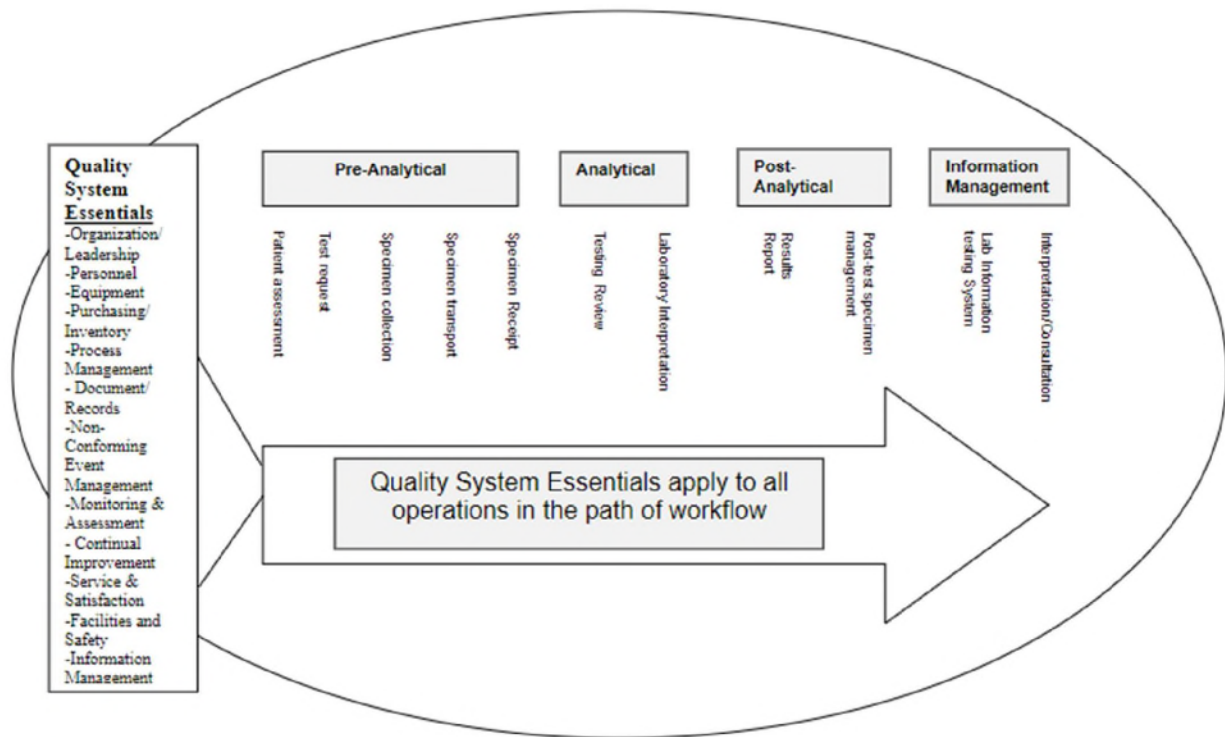 Quality
System
Essentials
-Organization/
Leadership
-Personnel
-Equipment
-Purchasing/
Inventory
-Process
Management
- Document/
Records
-Non-
Conforming
Event
Management
-Monitoring &
Assessment
- Continual
Improvement
-Service &
Satisfaction
-Facilities and
Safety
-Information
Management
Pre-Analytical
Patient assessment
Test request
Specimen collection
Specimen transport
Specimen Receipt
Analytical
Testing Review
Laboratory Interpretation
Post-
Analytical
Results
Report
Post-test specimen
management
Information
Management
Lab Information
testing System
Interpretation/Consultation
Quality System Essentials apply to all
operations in the path of workflow